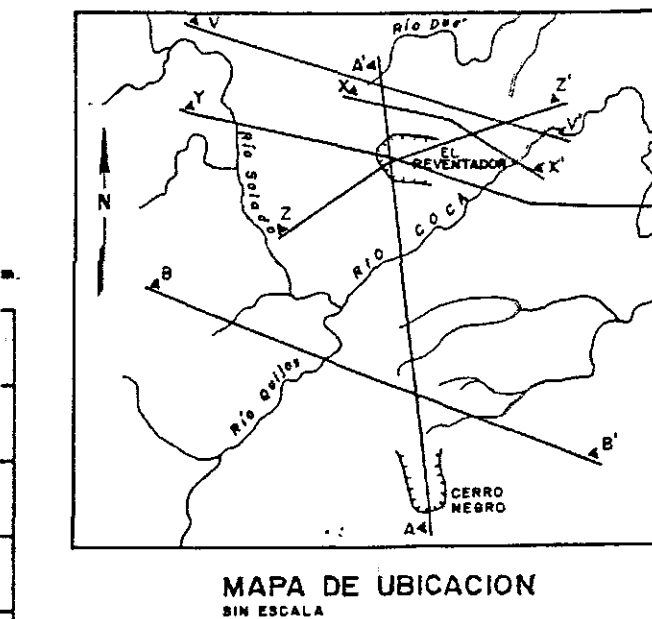 V
Río Due
A'
X
Z'
Y
V'
EL
REVENTADOR
X'
Río Salado
N
Z
RIO COCA
m.
B
Río Quijos
B'
CERRO
NEGRO
A
MAPA DE UBICACION
SIN ESCALA